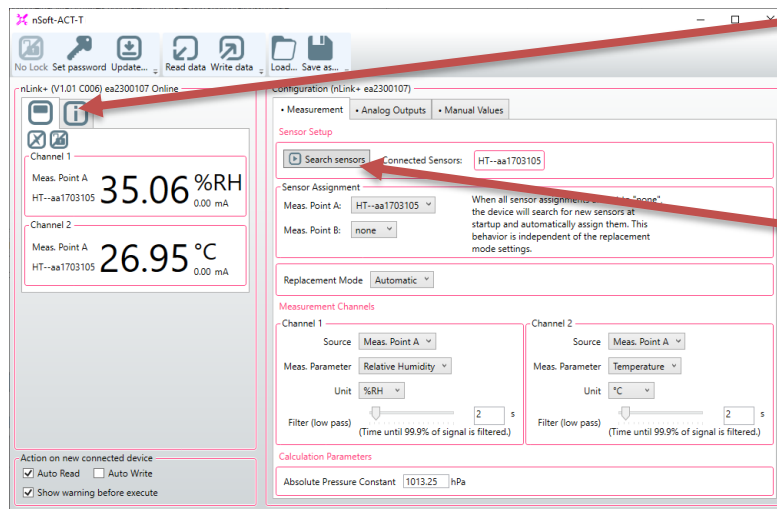 nSoft-ACT-T
No Lock Set password Update... Read data Write data Load... Save as...
nLink+ (V1.01 C006) ea2300107 Online
Channel 1
Meas. Point A
HT--aa1703105
35.06 %RH
0.00 mA
Channel 2
Meas. Point A
HT--aa1703105
26.95 °C
0.00 mA
Action on new connected device
Auto Read Auto Write
Show warning before execute
Configuration (nLink+ ea2300107)
• Measurement • Analog Outputs • Manual Values
Sensor Setup
Search sensors Connected Sensors: HT--aa1703105
Sensor Assignment
Meas. Point A: HT--aa1703105
Meas. Point B: none
When all sensor assignments "none",
the device will search for new sensors at
startup and automatically assign them. This
behavior is independent of the replacement
mode settings.
Replacement Mode Automatic
Measurement Channels
Channel 1
Source Meas. Point A
Meas. Parameter Relative Humidity
Unit %RH
Filter (low pass) 2 s
(Time until 99.9% of signal is filtered.)
Channel 2
Source Meas. Point A
Meas. Parameter Temperature
Unit °C
Filter (low pass) 2 s
(Time until 99.9% of signal is filtered.)
Calculation Parameters
Absolute Pressure Constant 1013.25 hPa